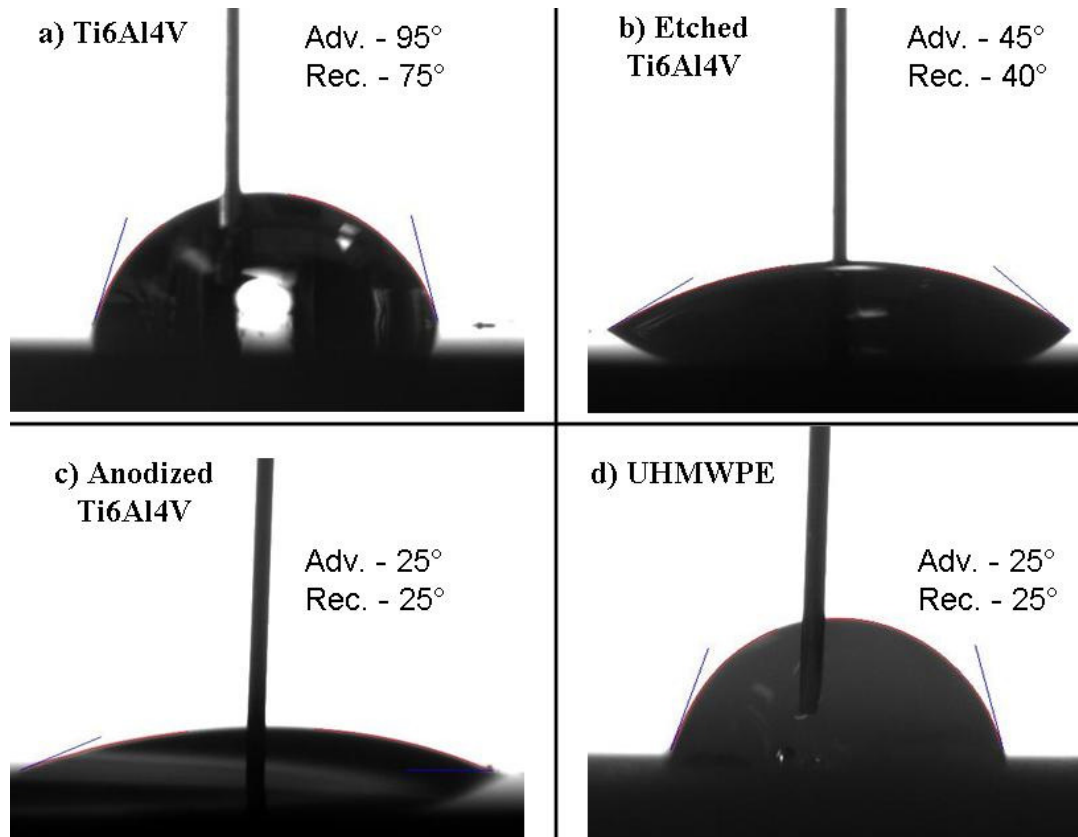 a) Ti6Al4V
Adv. - 95°
Rec. - 75°
b) Etched
Ti6Al4V
Adv. - 45°
Rec. - 40°
c) Anodized
Ti6Al4V
Adv. - 25°
Rec. - 25°
d) UHMWPE
Adv. - 25°
Rec. - 25°